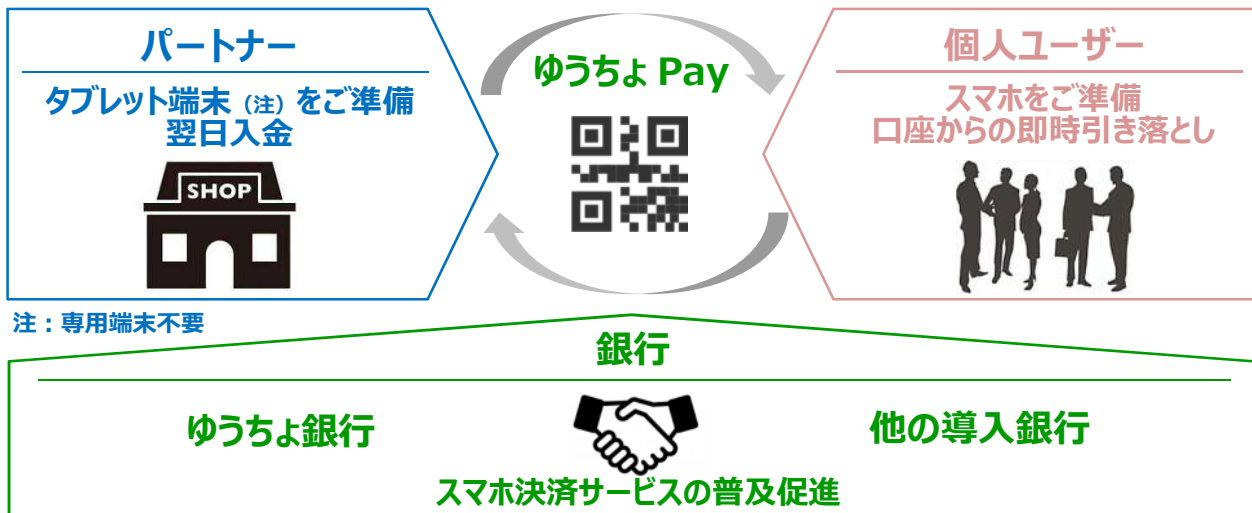 パートナー
タブレット端末（注）をご準備
翌日入金
SHOP
ゆうちょ Pay
個人ユーザー
スマホをご準備
口座からの即時引き落とし
注：専用端末不要
銀行
ゆうちょ銀行
他の導入銀行
スマホ決済サービスの普及促進